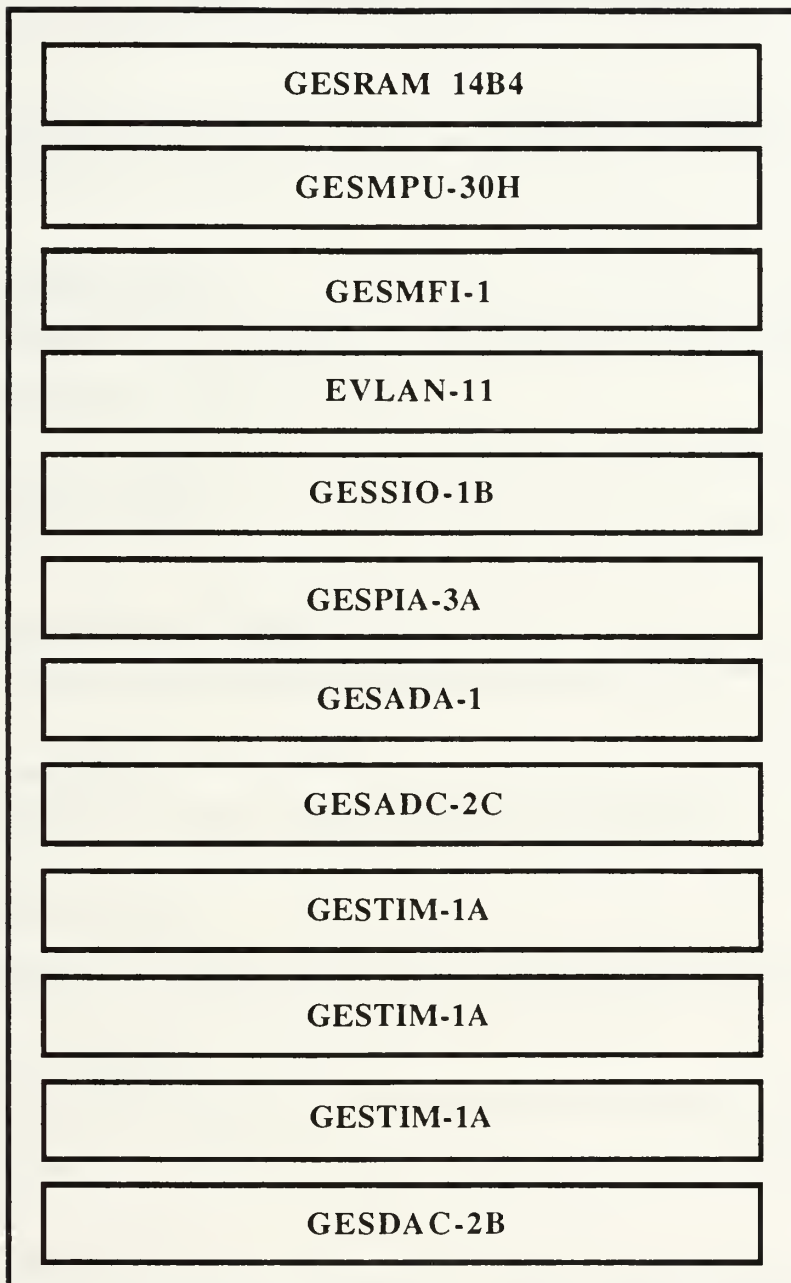 GESRAM 14B4
GESMPU-30H
GESMFI-1
EVLAN-11
GESSIO-1B
GESPIA-3A
GESADA-1
GESADC-2C
GESTIM-1A
GESTIM-1A
GESTIM-1A
GESDAC-2B